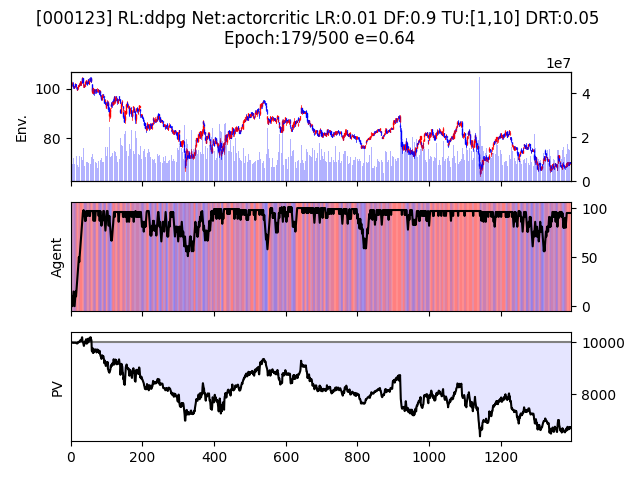 [000123] RL:ddpg Net:actorcritic LR:0.01 DF:0.9 TU:[1,10] DRT:0.05
Epoch:179/500 e=0.64
1e7
Env.
100
80
4
2
0
Agent
100
50
0
PV
10000
8000
0 200 400 600 800 1000 1200